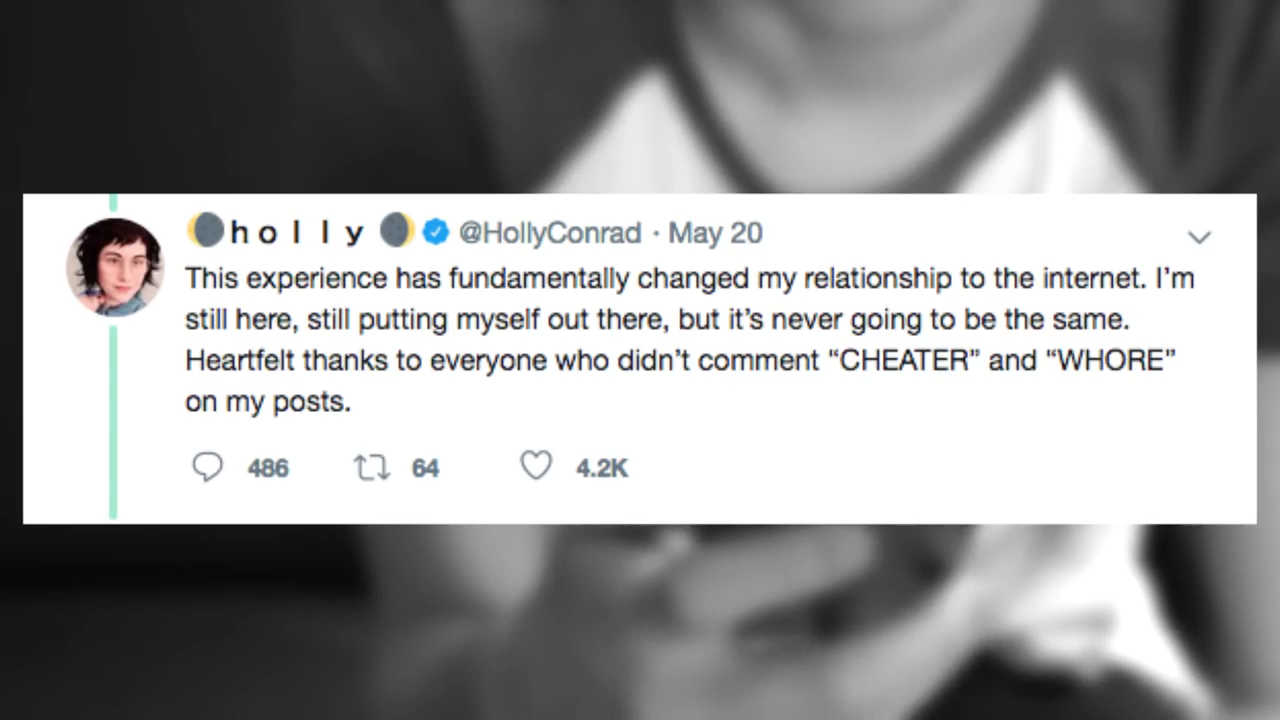 🌘h o l l y 🌒 @HollyConrad · May 20
This experience has fundamentally changed my relationship to the internet. I’m
still here, still putting myself out there, but it’s never going to be the same.
Heartfelt thanks to everyone who didn’t comment “CHEATER” and “WHORE”
on my posts.
486 64 4.2K